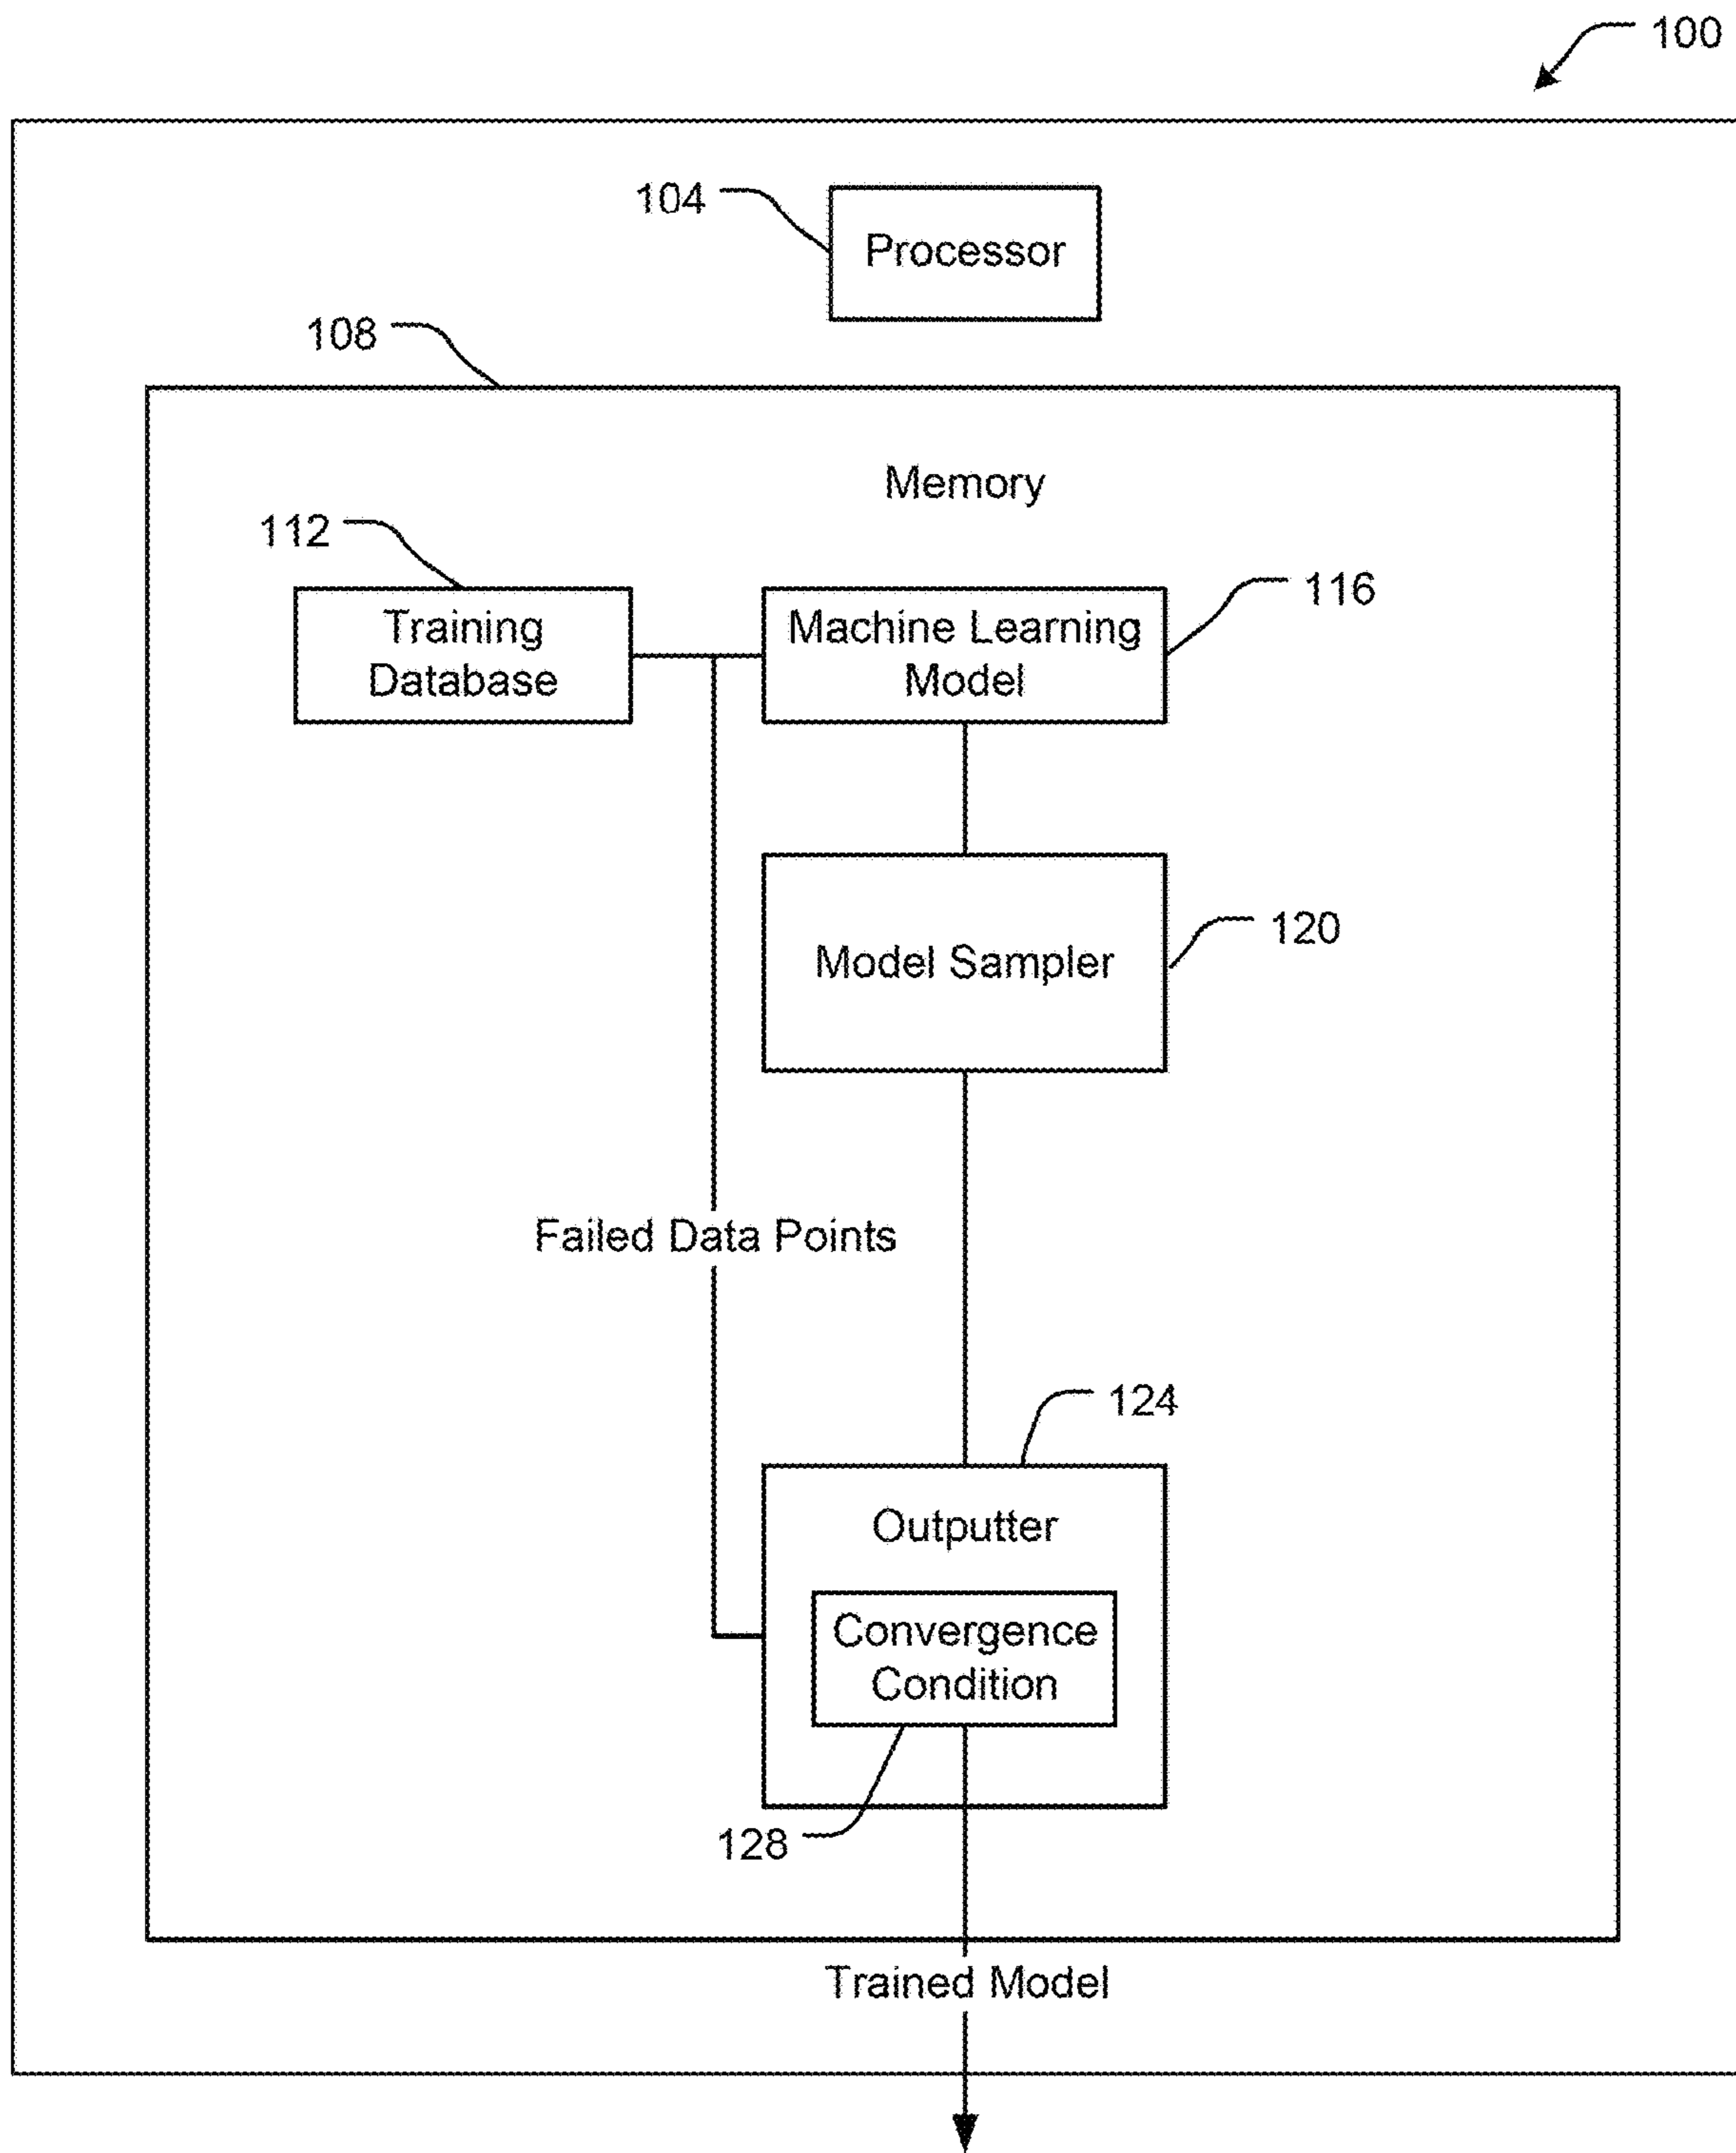 100
104
Processor
108
Memory
112
Training
Database
Machine Learning
Model
116
Model Sampler
120
Failed Data Points
124
Outputter
Convergence
Condition
128
Trained Model